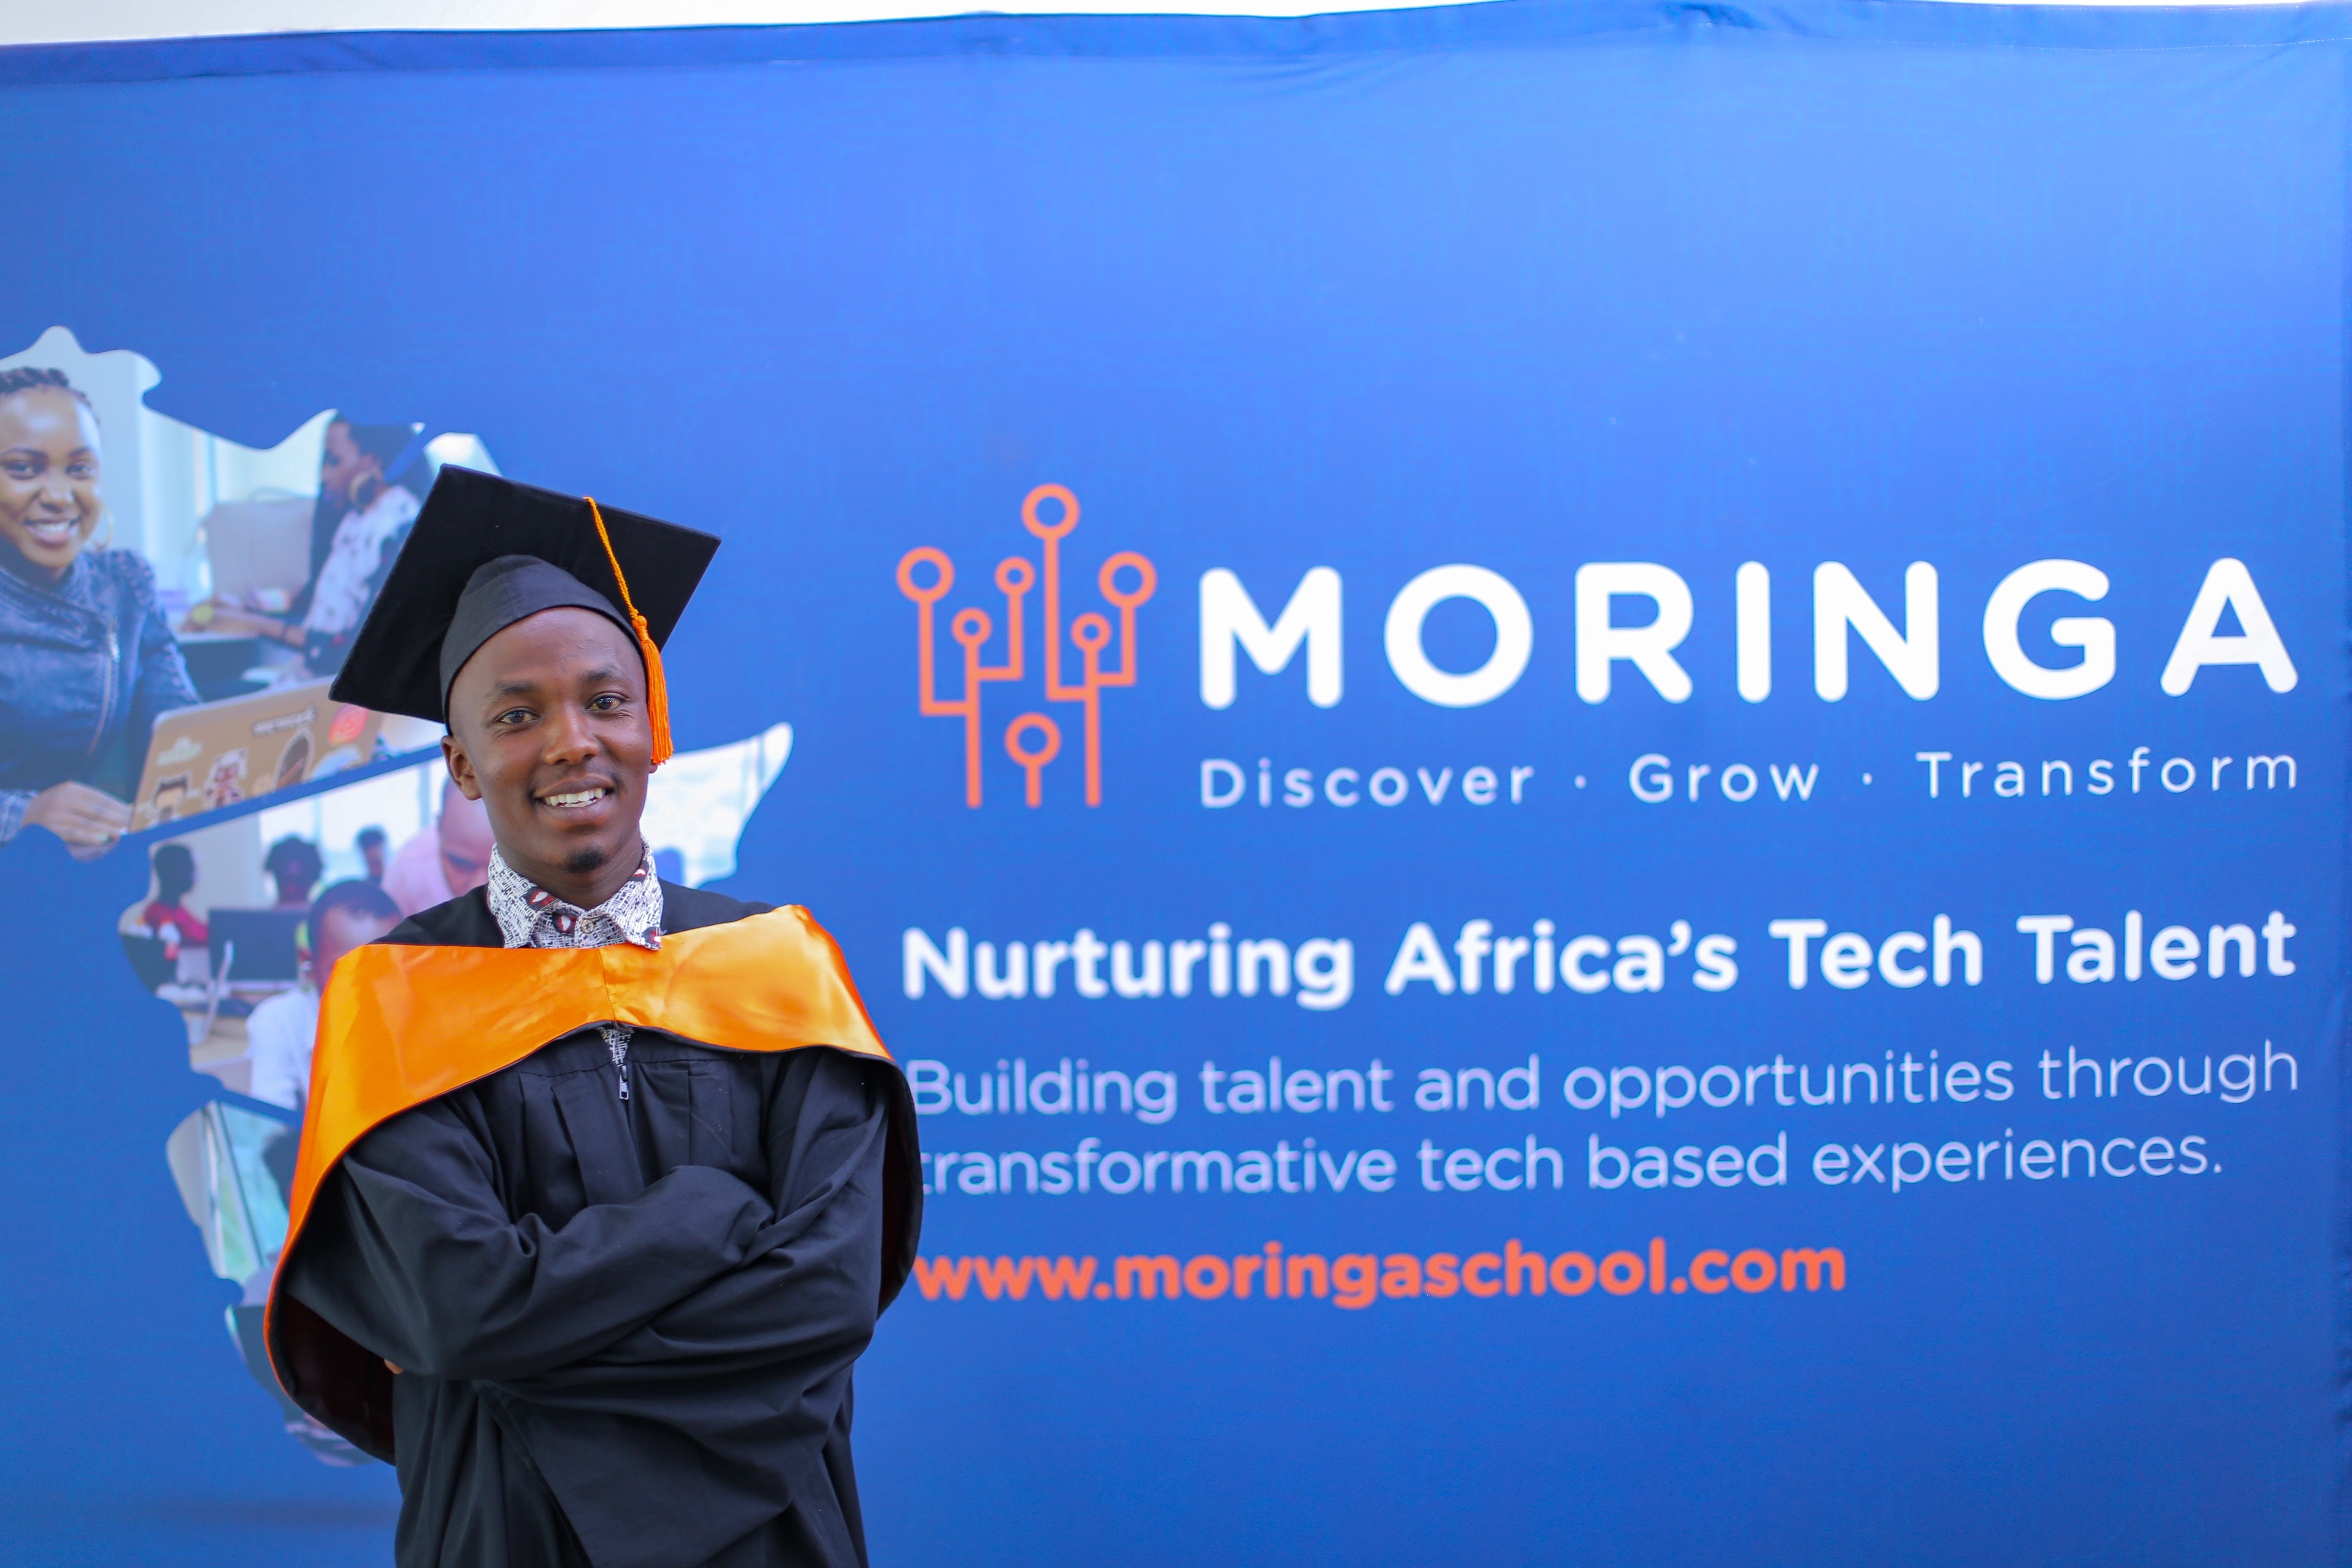 MORINGA
Discover · Grow · Transform
Nurturing Africa’s Tech Talent
Building talent and opportunities through
transformative tech based experiences.
www.moringaschool.com